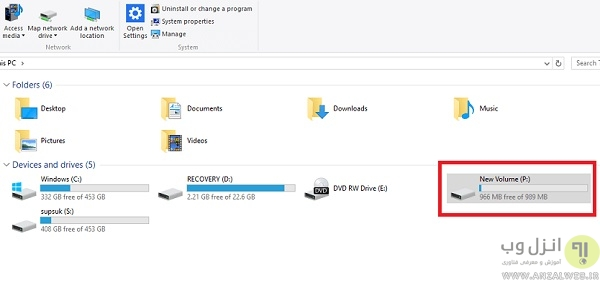 Access media
Map network drive
Add a network location
Network
Open Settings
Uninstall or change a program
System properties
Manage
System
his PC
Search T
Folders (6)
Desktop
Documents
Downloads
Music
Pictures
Videos
Devices and drives (5)
Windows (C:)
332 GB free of 453 GB
RECOVERY (D:)
2.21 GB free of 22.6 GB
DVD RW Drive (E:)
New Volume (P:)
966 MB free of 989 MB
supsuk (S:)
408 GB free of 453 GB
DVD
انزل وب
آموزش و معرفی فناوری
WWW.ANZALWEB.IR